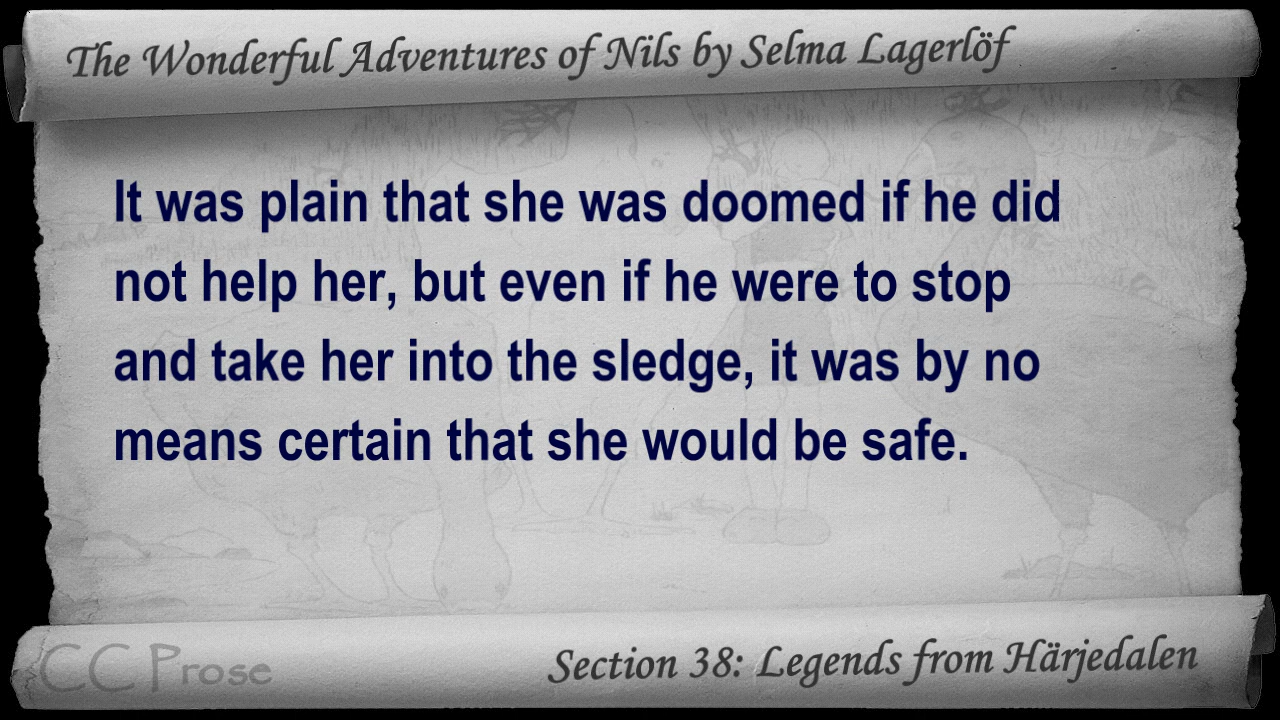 The Wonderful Adventures of Nils by Selma Lagerlöf
It was plain that she was doomed if he did
not help her, but even if he were to stop
and take her into the sledge, it was by no
means certain that she would be safe.
CC Prose
Section 38: Legends from Härjedalen